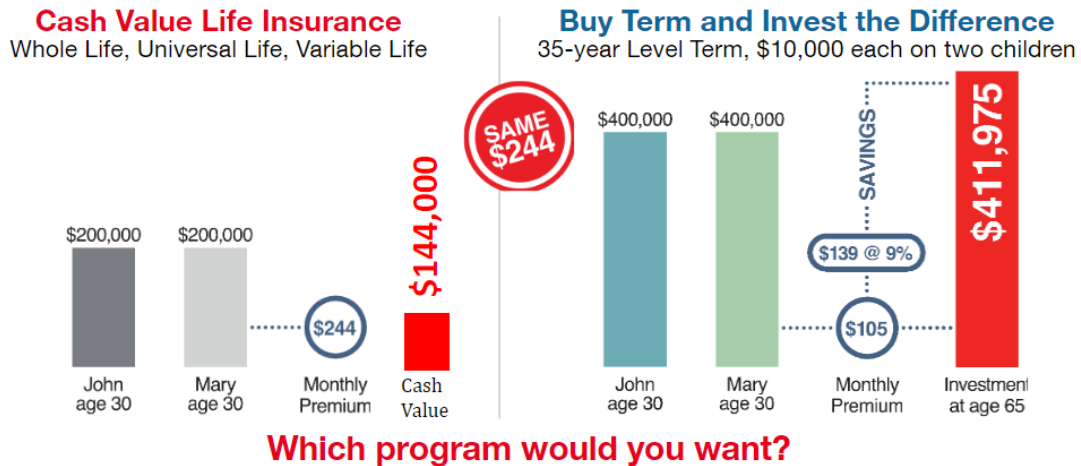 Cash Value Life Insurance
Whole Life, Universal Life, Variable Life
$200,000
$200,000
$244
$144,000
John
age 30
Mary
age 30
Monthly
Premium
Cash
Value
SAME
$244
Buy Term and Invest the Difference
35-year Level Term, $10,000 each on two children
$400,000
$400,000
SAVINGS
$139 @ 9%
$105
$411,975
John
age 30
Mary
age 30
Monthly
Premium
Investment
at age 65
Which program would you want?